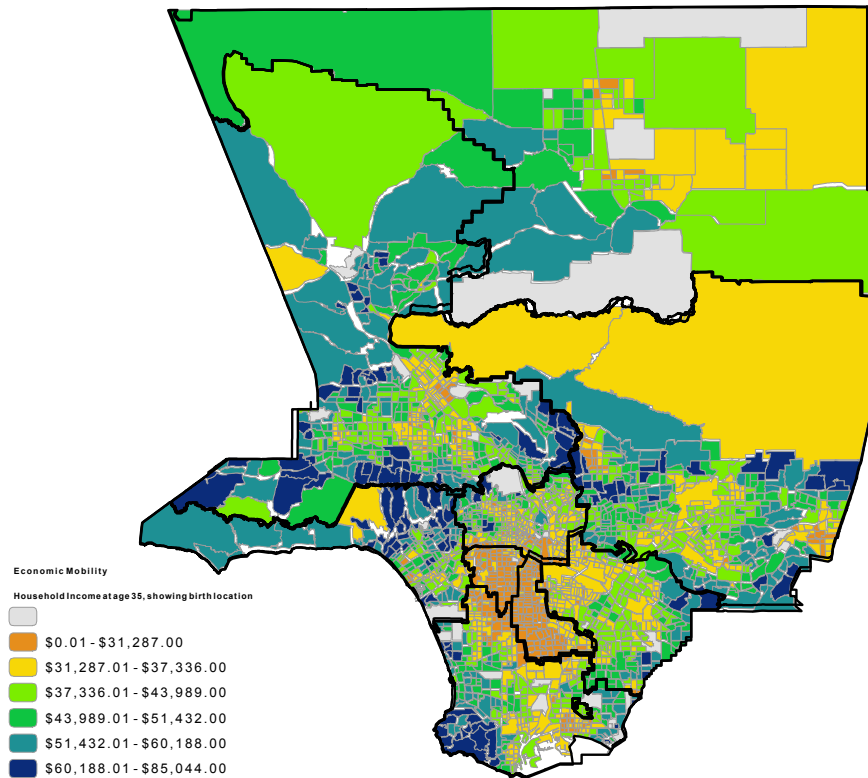 Economic Mobility
Household Income at age 35, showing birth location
$0.01 - $31,287.00
$31,287.01 - $37,336.00
$37,336.01 - $43,989.00
$43,989.01 - $51,432.00
$51,432.01 - $60,188.00
$60,188.01 - $85,044.00